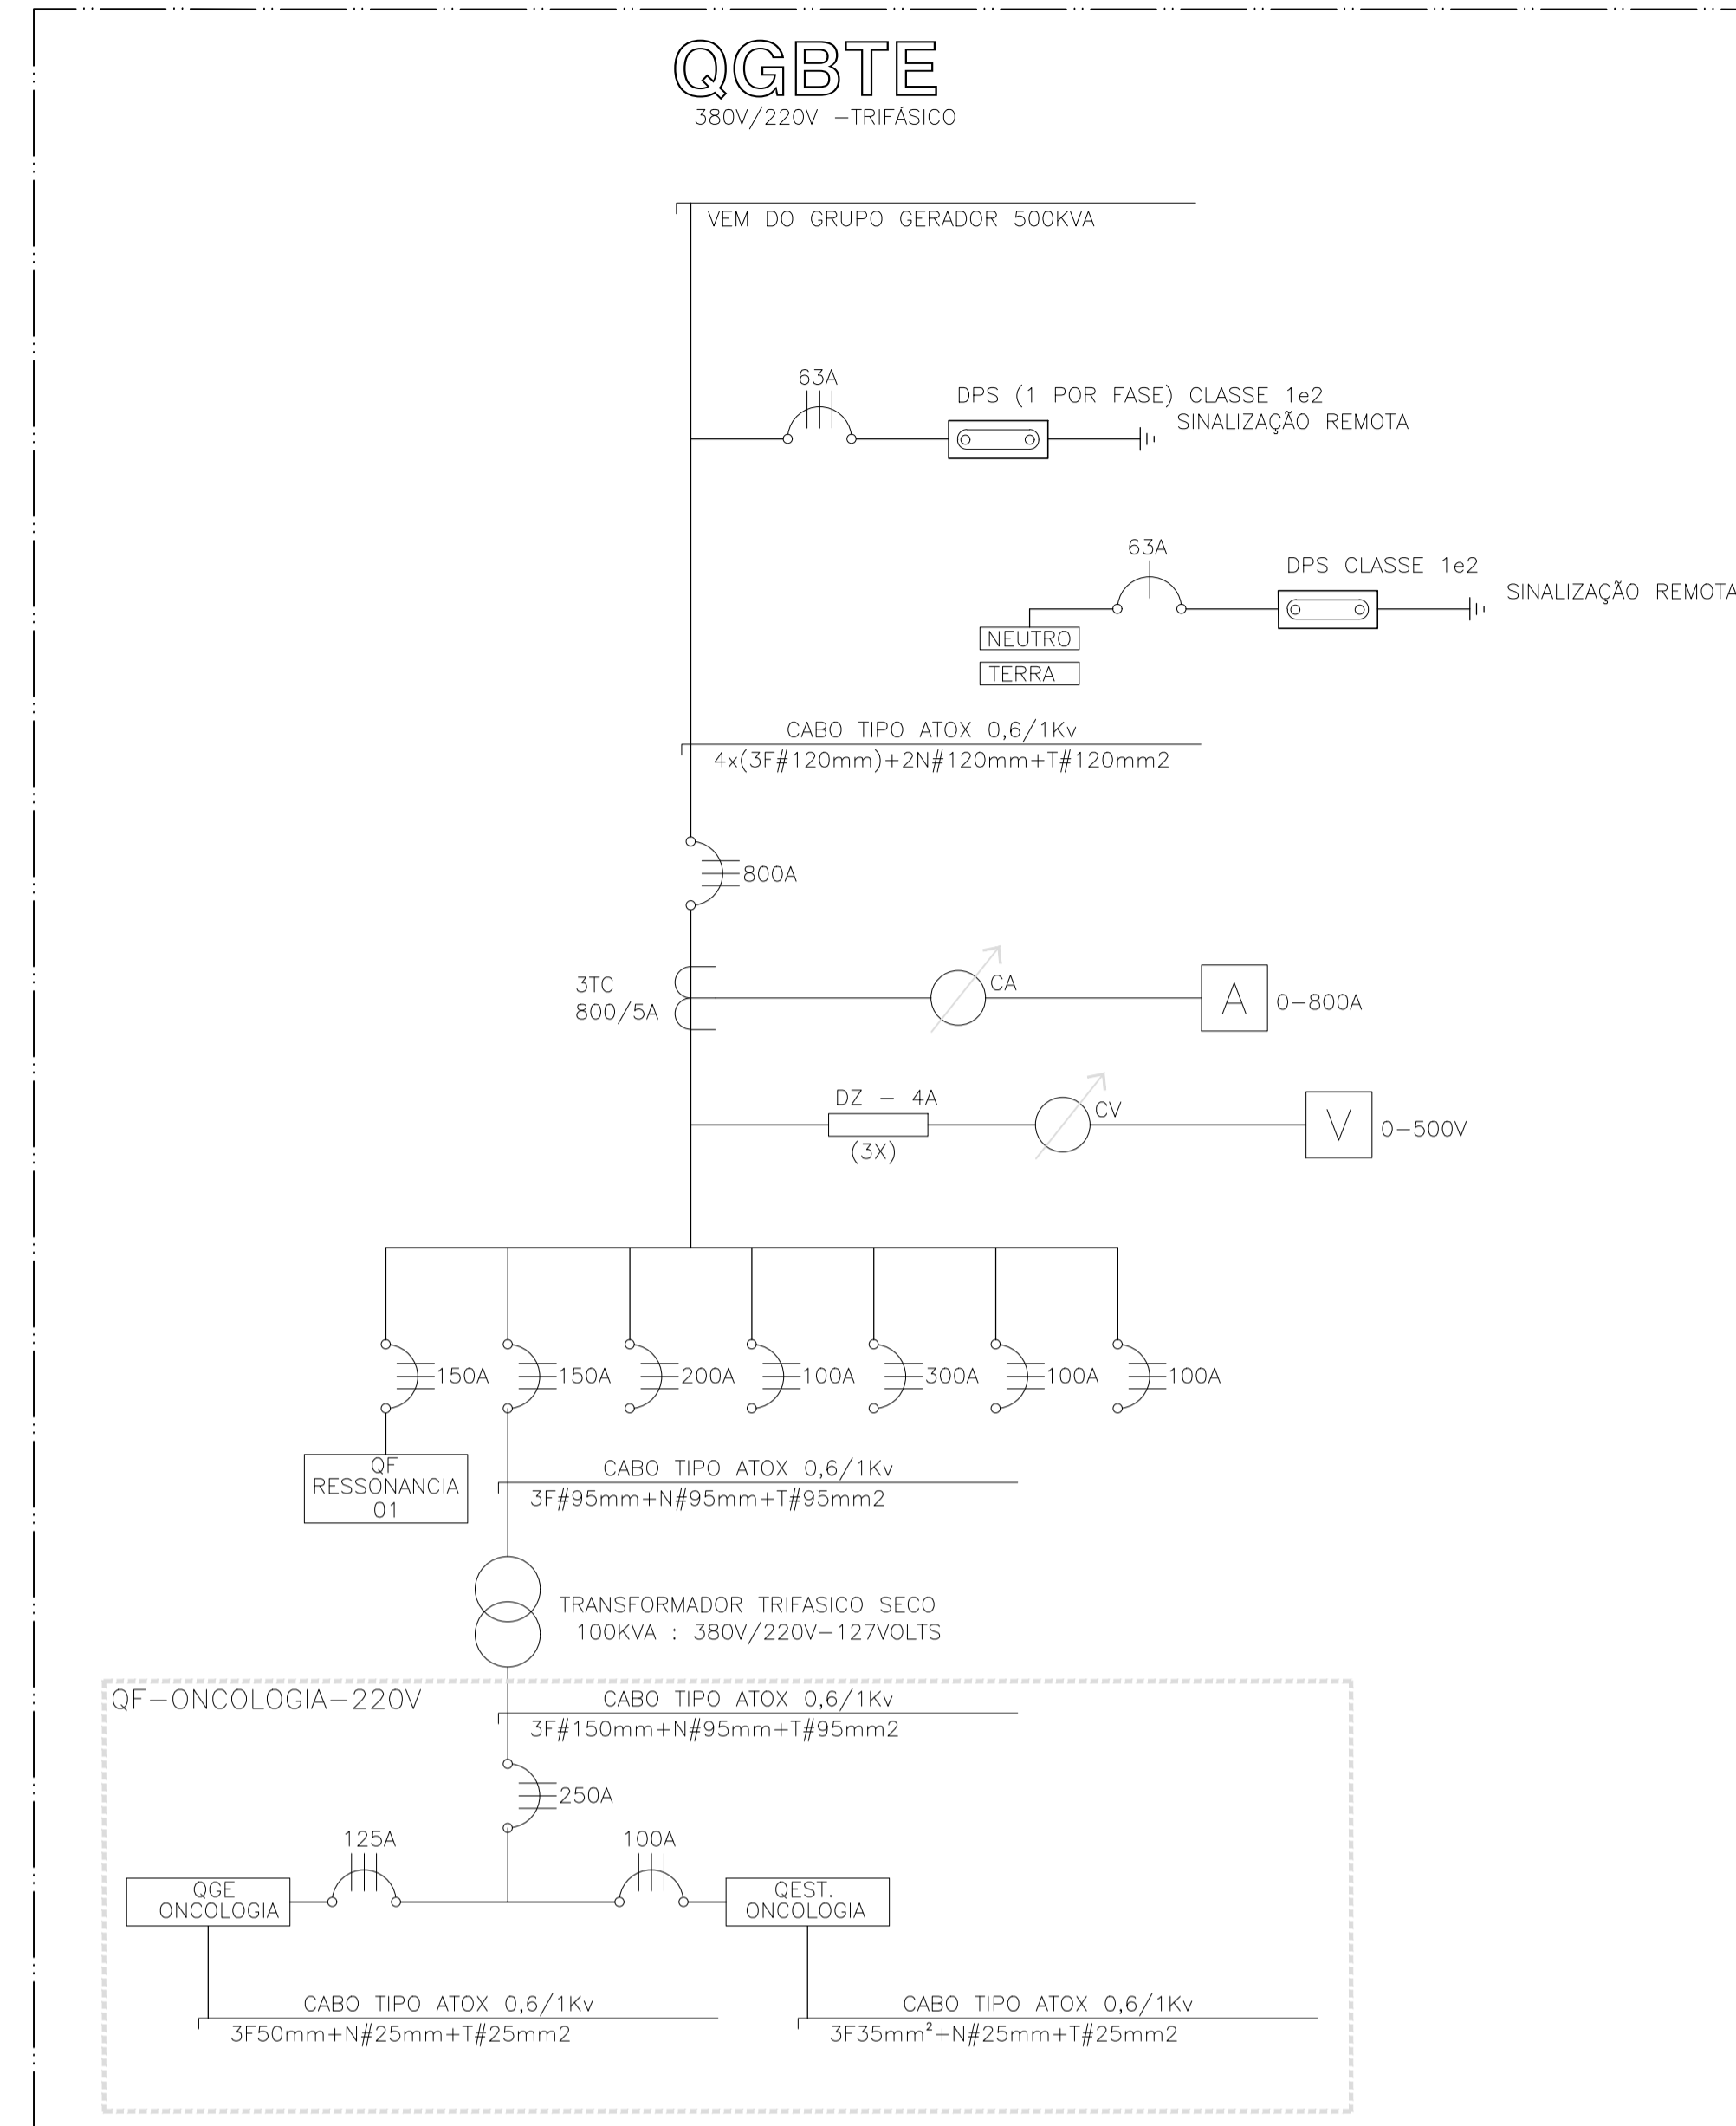 QGBTE
380V/220V -TRIFÁSICO
VEM DO GRUPO GERADOR 500KVA
63A
DPS (1 POR FASE) CLASSE 1e2
SINALIZAÇÃO REMOTA
63A
DPS CLASSE 1e2
SINALIZAÇÃO REMOTA
NEUTRO
TERRA
CABO TIPO ATOX 0,6/1Kv
4x(3F#120mm)+2N#120mm+T#120mm2
800A
3TC
800/5A
CA
A
0-800A
DZ - 4A
(3X)
CV
V
0-500V
150A
150A
200A
100A
300A
100A
100A
QF
RESSONANCIA
01
CABO TIPO ATOX 0,6/1Kv
3F#95mm+N#95mm+T#95mm2
TRANSFORMADOR TRIFASICO SECO
100KVA : 380V/220V-127VOLTS
QF-ONCOLOGIA-220V
CABO TIPO ATOX 0,6/1Kv
3F#150mm+N#95mm+T#95mm2
250A
125A
100A
QGE
ONCOLOGIA
QEST.
ONCOLOGIA
CABO TIPO ATOX 0,6/1Kv
3F50mm+N#25mm+T#25mm2
CABO TIPO ATOX 0,6/1Kv
3F35mm²+N#25mm+T#25mm2